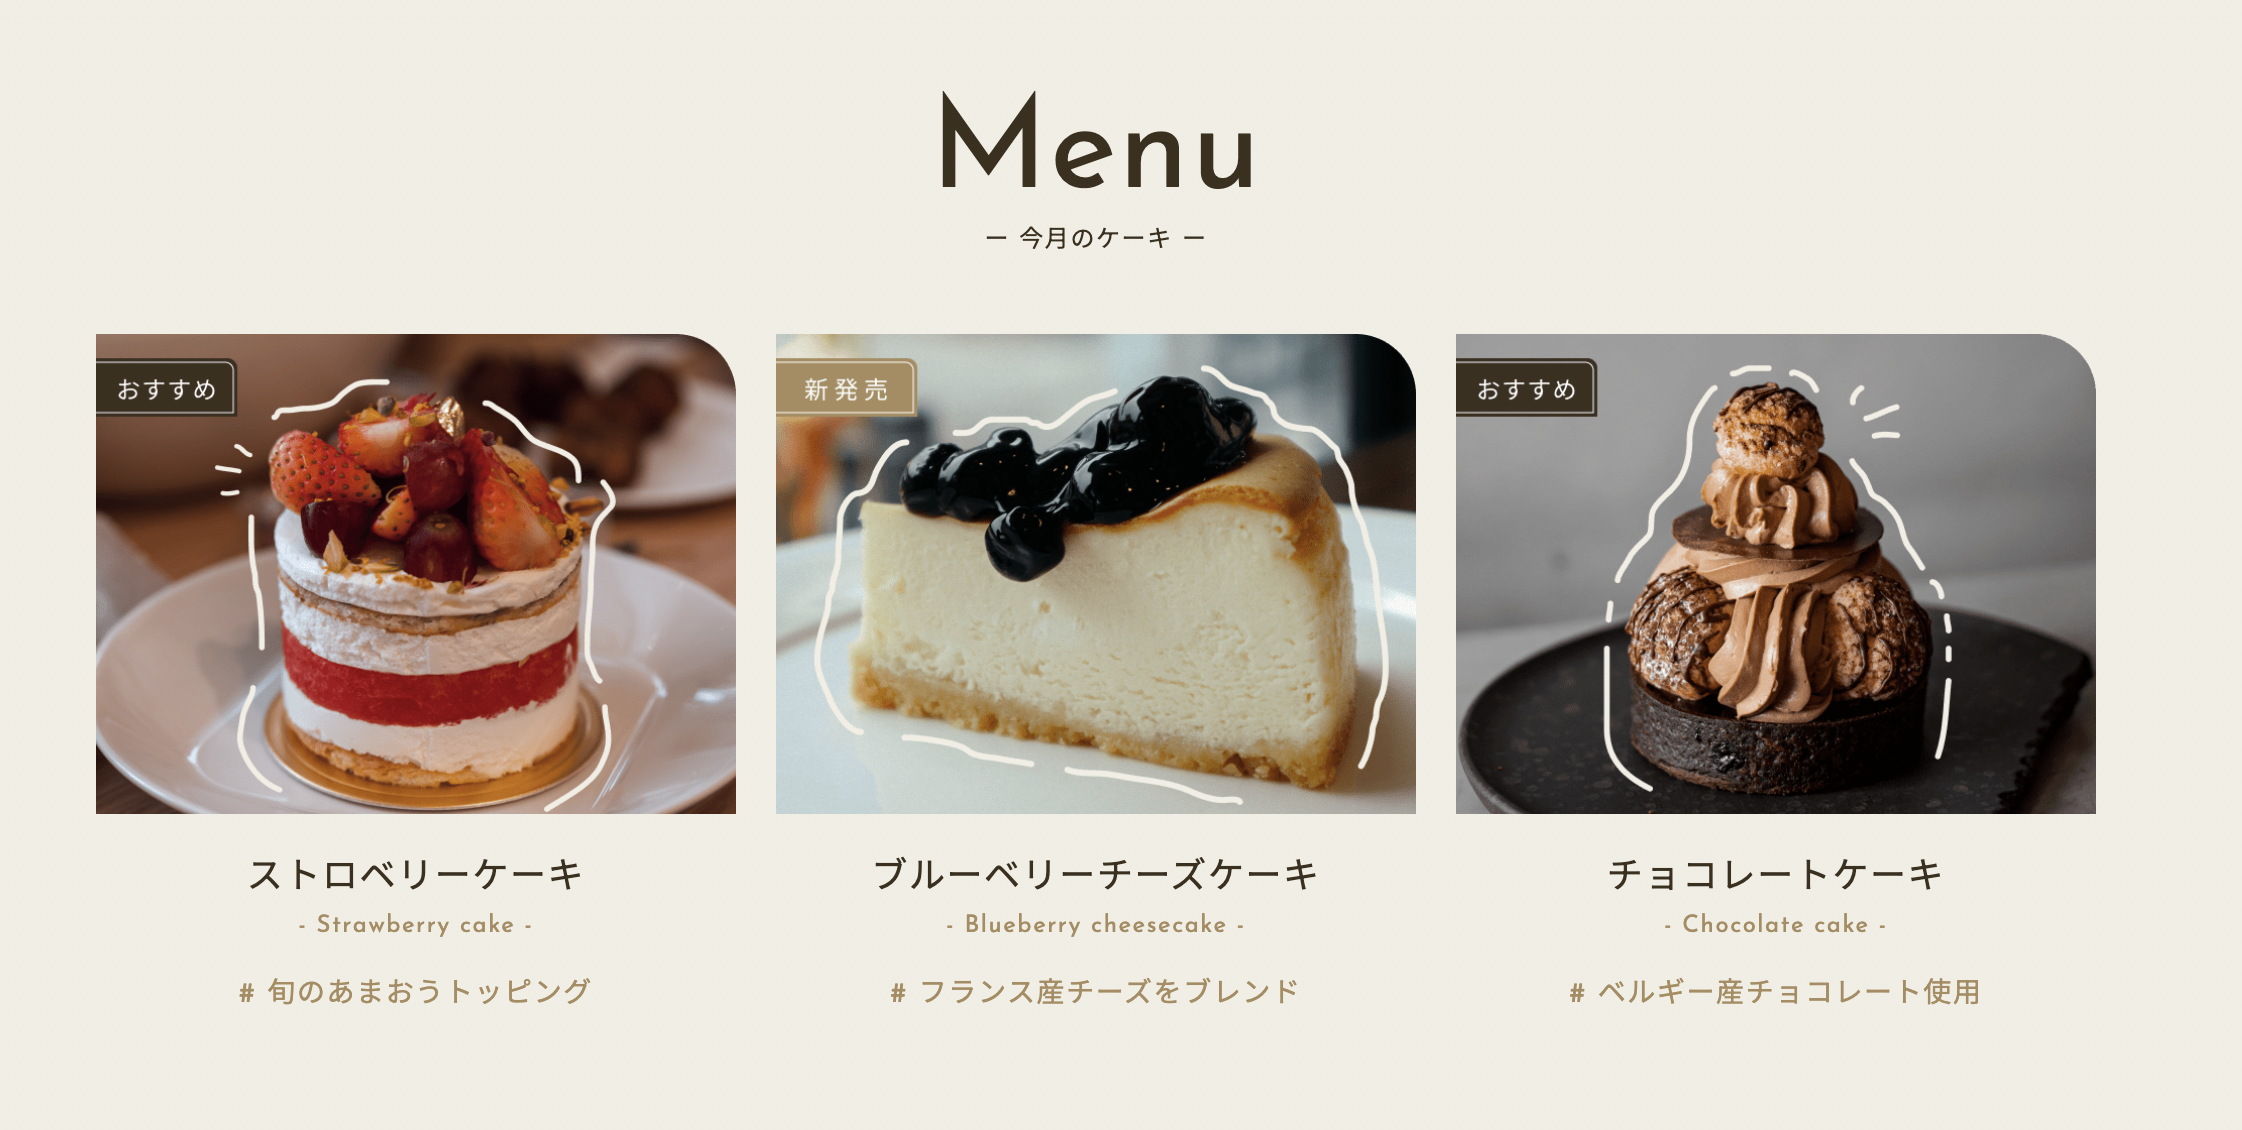 Menu
ー 今月のケーキ ー
おすすめ
新発売
おすすめ
ストロベリーケーキ
- Strawberry cake -
# 旬のあまおうトッピング
ブルーベリーチーズケーキ
- Blueberry cheesecake -
# フランス産チーズをブレンド
チョコレートケーキ
- Chocolate cake -
# ベルギー産チョコレート使用